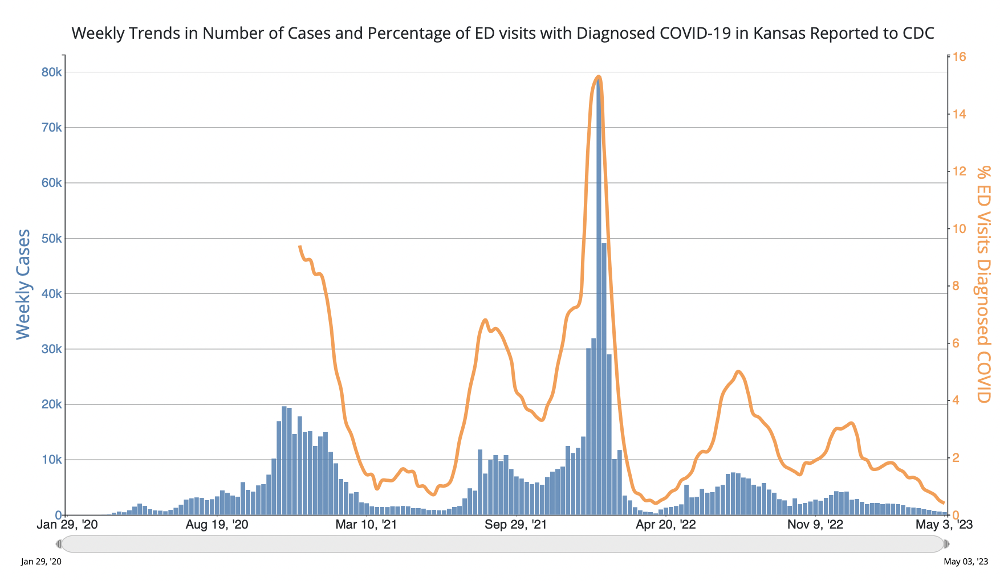 Weekly Trends in Number of Cases and Percentage of ED visits with Diagnosed COVID-19 in Kansas Reported to CDC
Weekly Cases
80k
70k
60k
50k
40k
30k
20k
10k
0
16
14
12
10
8
6
4
2
0
% ED Visits Diagnosed COVID
Jan 29, '20
Aug 19, '20
Mar 10, '21
Sep 29, '21
Apr 20, '22
Nov 9, '22
May 3, '23
Jan 29, '20
May 03, '23